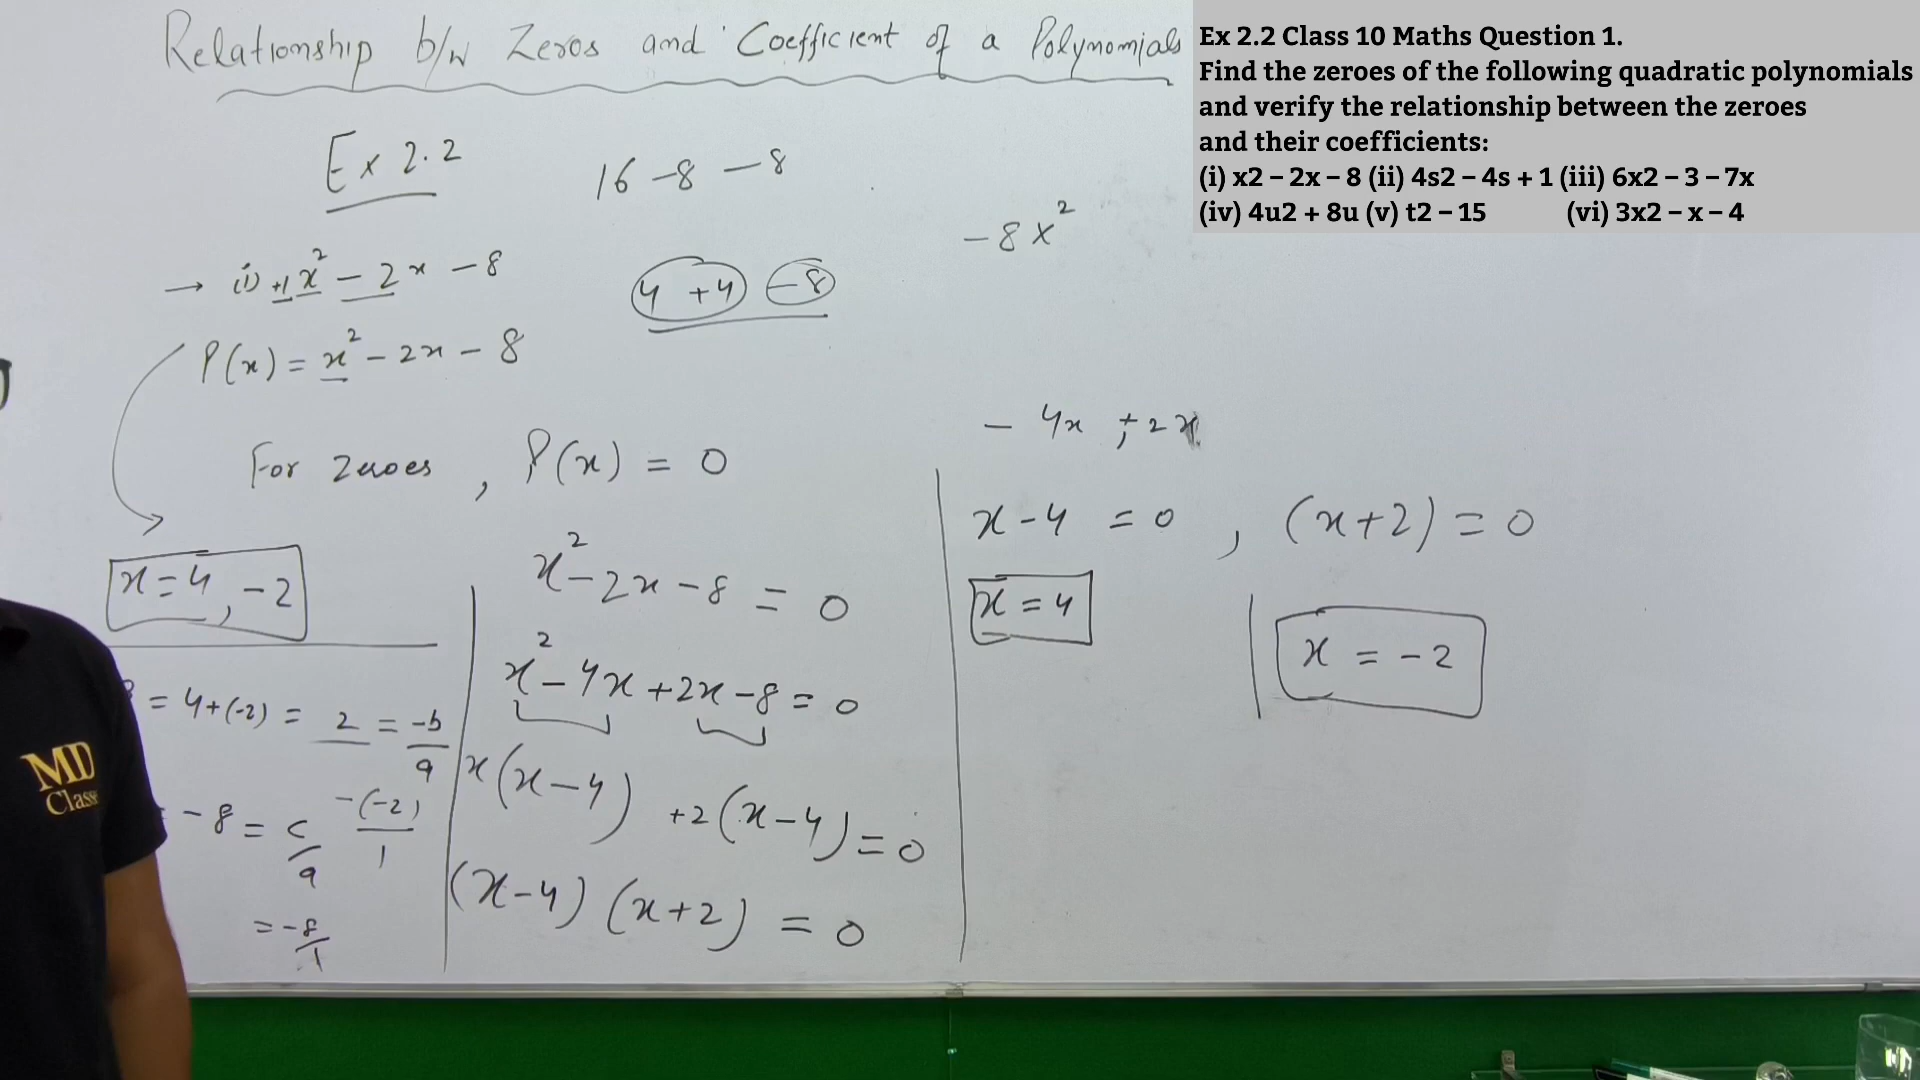 Relationship b/w Zeros and Coefficient of a Polynomials
Ex 2.2 Class 10 Maths Question 1.
Find the zeroes of the following quadratic polynomials
and verify the relationship between the zeroes
and their coefficients:
(i) x2 – 2x – 8 (ii) 4s2 – 4s + 1 (iii) 6x2 – 3 – 7x
(iv) 4u2 + 8u (v) t2 – 15 (vi) 3x2 – x – 4
Ex 2.2
16 - 8 - 8
→ (i) +1x² - 2x - 8
4 + 4 - 8
- 8x²
P(x) = x² - 2x - 8
For zeroes, P(x) = 0
x = 4, -2
x² - 2x - 8 = 0
x² - 4x + 2x - 8 = 0
x(x-4) + 2(x-4) = 0
(x-4) (x+2) = 0
= 4+(-2) = 2 = -b/a
-(-2)/1
- 8 = c/a
= -8/1
- 4x, +2x
x - 4 = 0, (x+2) = 0
x = 4
x = -2
MD
Class